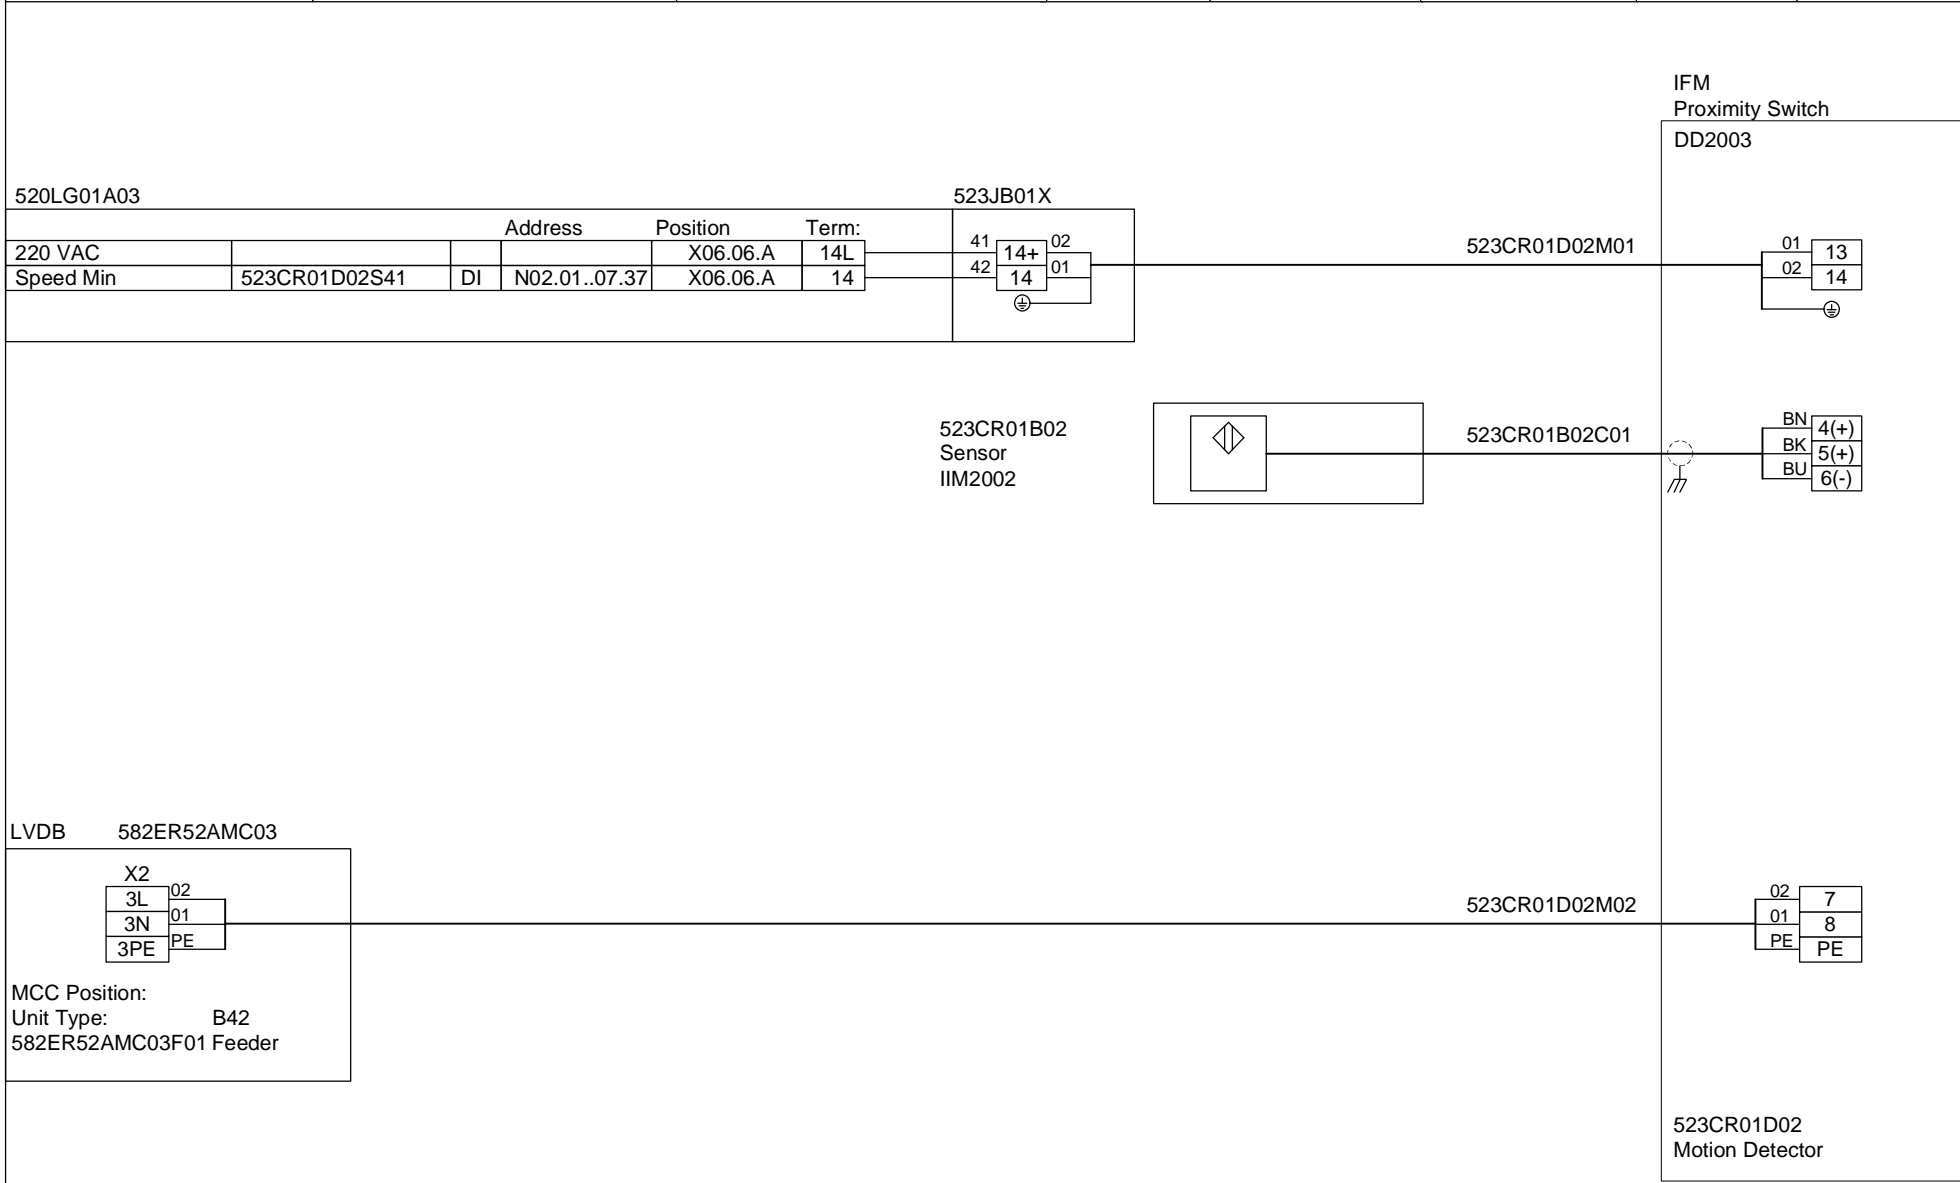 IFM
Proximity Switch
DD2003
520LG01A03
523JB01X
Address Position Term:
220 VAC X06.06.A 14L
Speed Min 523CR01D02S41 DI N02.01..07.37 X06.06.A 14
41 14+ 02
42 14 01
523CR01D02M01
01 13
02 14
523CR01B02
Sensor
IIM2002
523CR01B02C01
BN 4(+)
BK 5(+)
BU 6(-)
LVDB 582ER52AMC03
X2
3L 02
3N 01
3PE PE
523CR01D02M02
02 7
01 8
PE PE
MCC Position:
Unit Type: B42
582ER52AMC03F01 Feeder
523CR01D02
Motion Detector